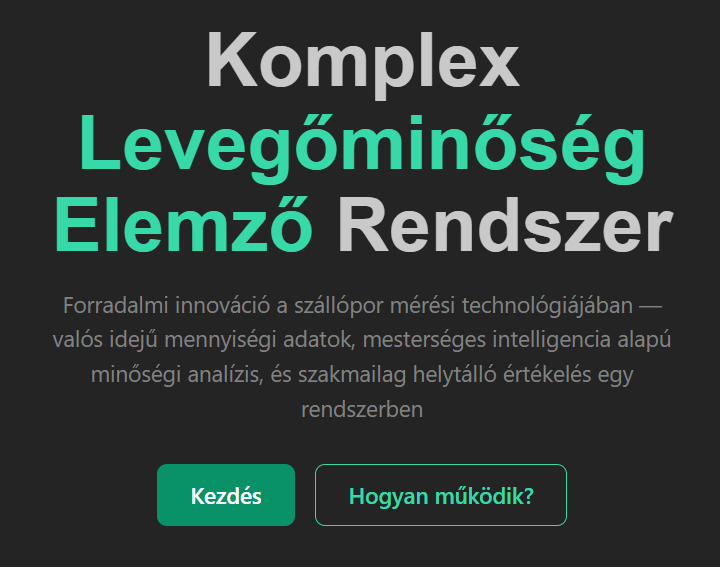 Komplex
Levegőminőség
Elemző Rendszer
Forradalmi innováció a szállópor mérési technológiájában —
valós idejű mennyiségi adatok, mesterséges intelligencia alapú
minőségi analízis, és szakmailag helytálló értékelés egy
rendszerben
Kezdés
Hogyan működik?